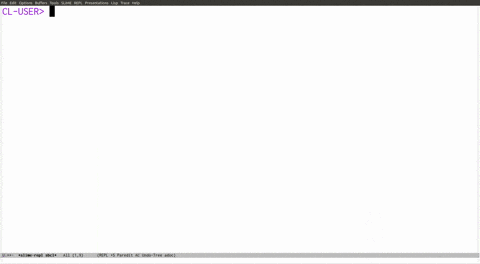 File Edit Options Buffers Tools SLIME REPL Presentations Lisp Trace Help
CL-USER>
U:**- *slime-repl sbcl* All (1,9) (REPL +3 Paredit AC Undo-Tree adoc)